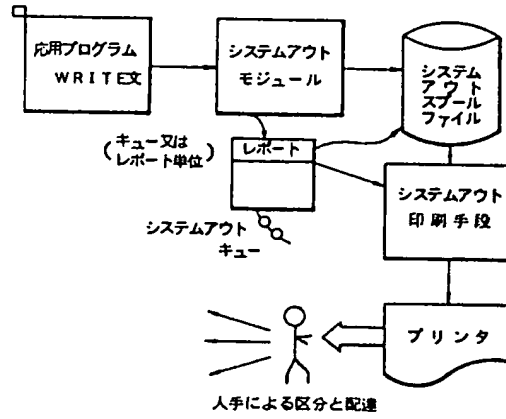 応用プログラム
WRITE文
システムアウト
モジュール
システム
アウト
スプール
ファイル
(キュー又は
レポート単位)
レポート
システムアウト
キュー
システムアウト
印刷手段
プリンタ
人手による区分と配達